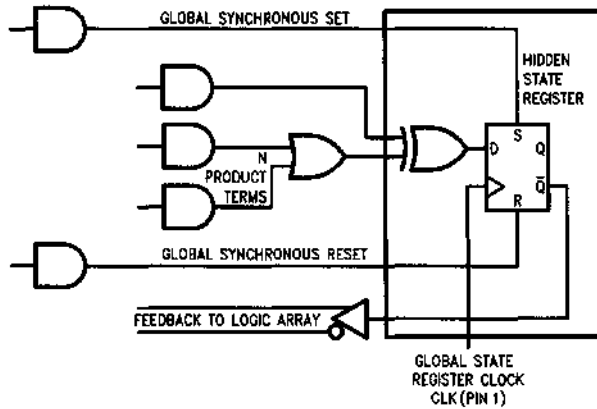 GLOBAL SYNCHRONOUS SET
HIDDEN
STATE
REGISTER
S
D
Q
N
PRODUCT
TERMS
Q̅
R
GLOBAL SYNCHRONOUS RESET
FEEDBACK TO LOGIC ARRAY
GLOBAL STATE
REGISTER CLOCK
CLK (PIN 1)